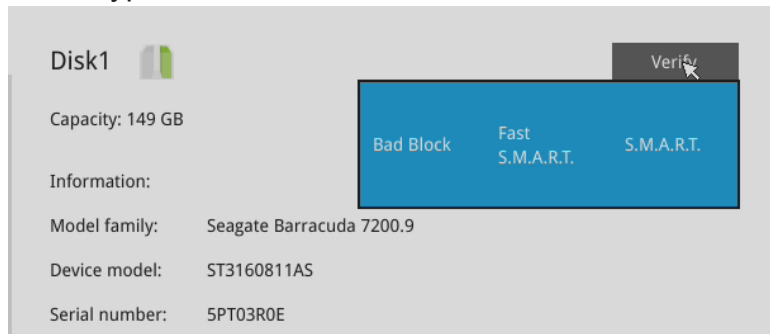 Disk1
Verify
Capacity: 149 GB
Bad Block
Fast
S.M.A.R.T.
S.M.A.R.T.
Information:
Model family: Seagate Barracuda 7200.9
Device model: ST3160811AS
Serial number: 5PT03R0E